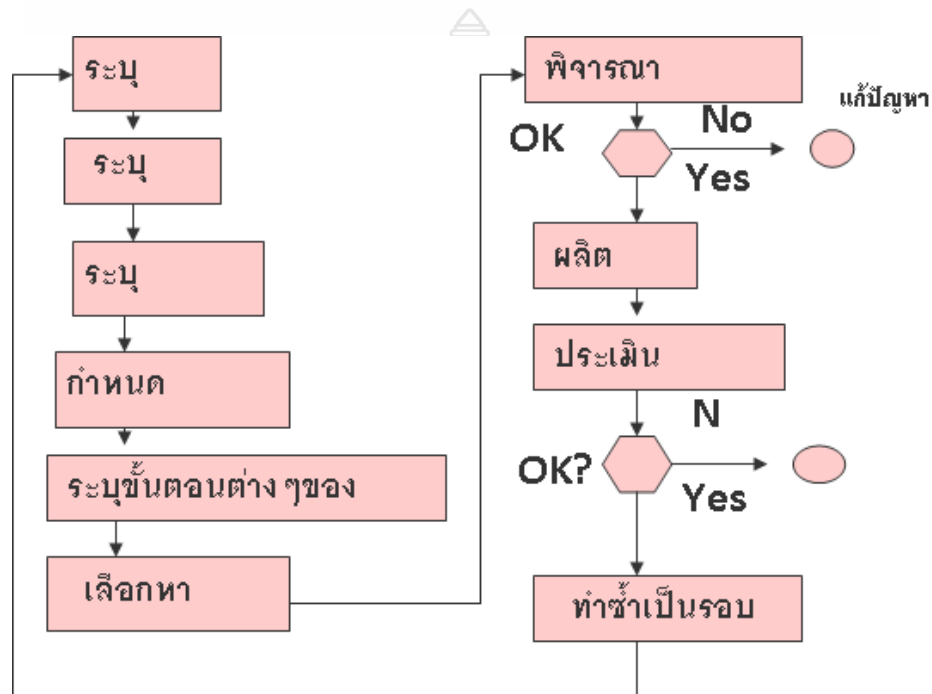 ระบุ
ระบุ
ระบุ
กำหนด
ระบุขั้นตอนต่าง ๆของ
เลือกหา
พิจารณา
แก้ปัญหา
OK
No
Yes
ผลิต
ประเมิน
N
OK?
Yes
ทำซ้ำเป็นรอบ